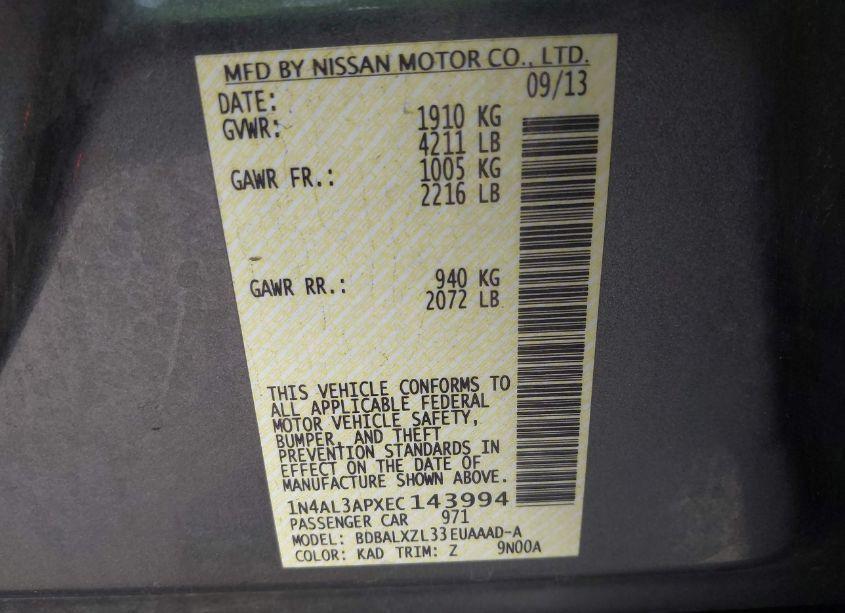 MFD BY NISSAN MOTOR CO., LTD.
DATE: 09/13
GVWR: 1910 KG
4211 LB
GAWR FR.: 1005 KG
2216 LB
GAWR RR.: 940 KG
2072 LB
THIS VEHICLE CONFORMS TO
ALL APPLICABLE FEDERAL
MOTOR VEHICLE SAFETY,
BUMPER, AND THEFT
PREVENTION STANDARDS IN
EFFECT ON THE DATE OF
MANUFACTURE SHOWN ABOVE.
1N4AL3APXEC143994
PASSENGER CAR 971
MODEL: BDBALXZL33EUAAAD-A
COLOR: KAD TRIM: Z 9N00A